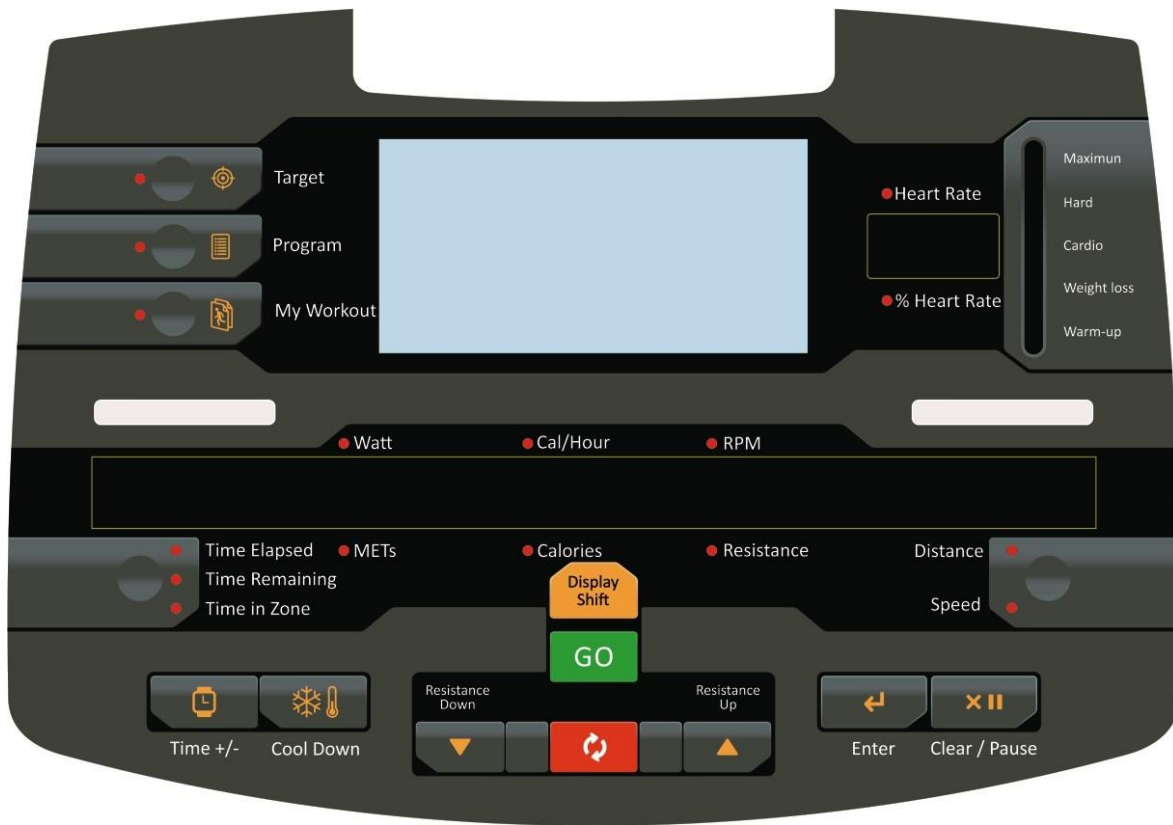 Target
Program
My Workout
Heart Rate
% Heart Rate
Maximun
Hard
Cardio
Weight loss
Warm-up
Watt
Cal/Hour
RPM
Time Elapsed
METs
Calories
Resistance
Distance
Time Remaining
Time in Zone
Speed
Display
Shift
GO
Resistance
Down
Resistance
Up
Time +/-
Cool Down
Enter
Clear / Pause